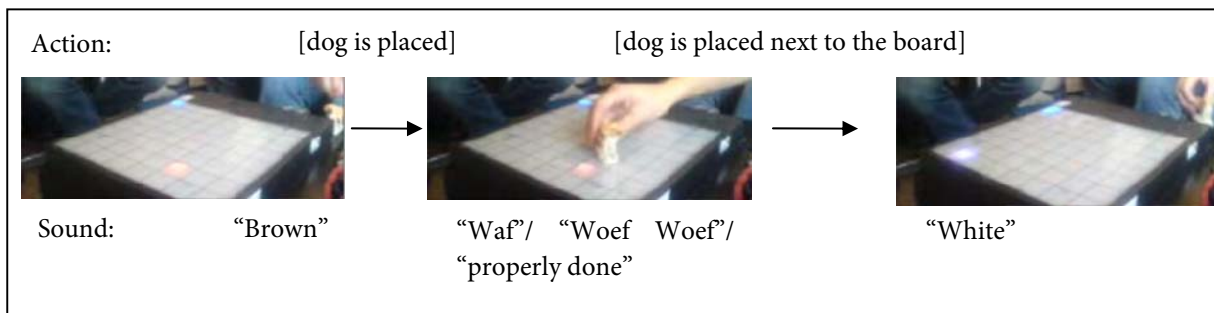 Action: [dog is placed] [dog is placed next to the board]
Sound: “Brown” “Waf”/ “Woef Woef”/ “White”
“properly done”